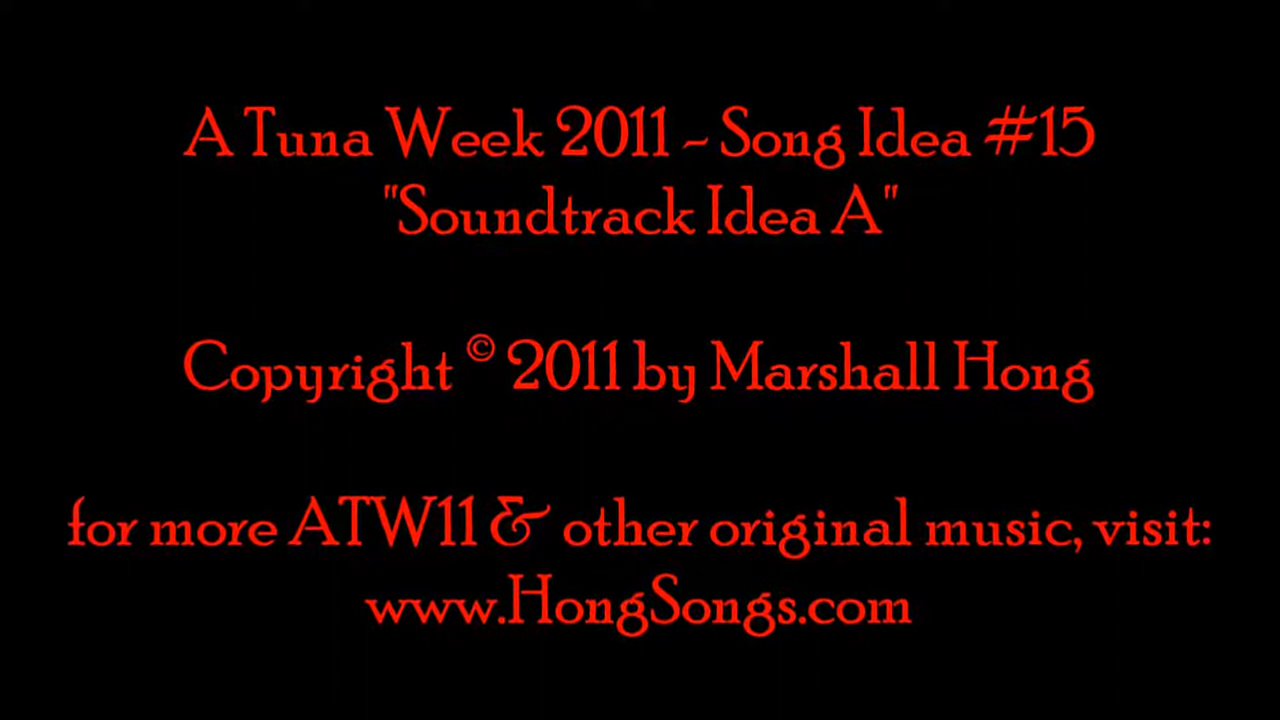 A Tuna Week 2011 - Song Idea #15
"Soundtrack Idea A"
Copyright © 2011 by Marshall Hong
for more ATW11 & other original music, visit:
www.HongSongs.com